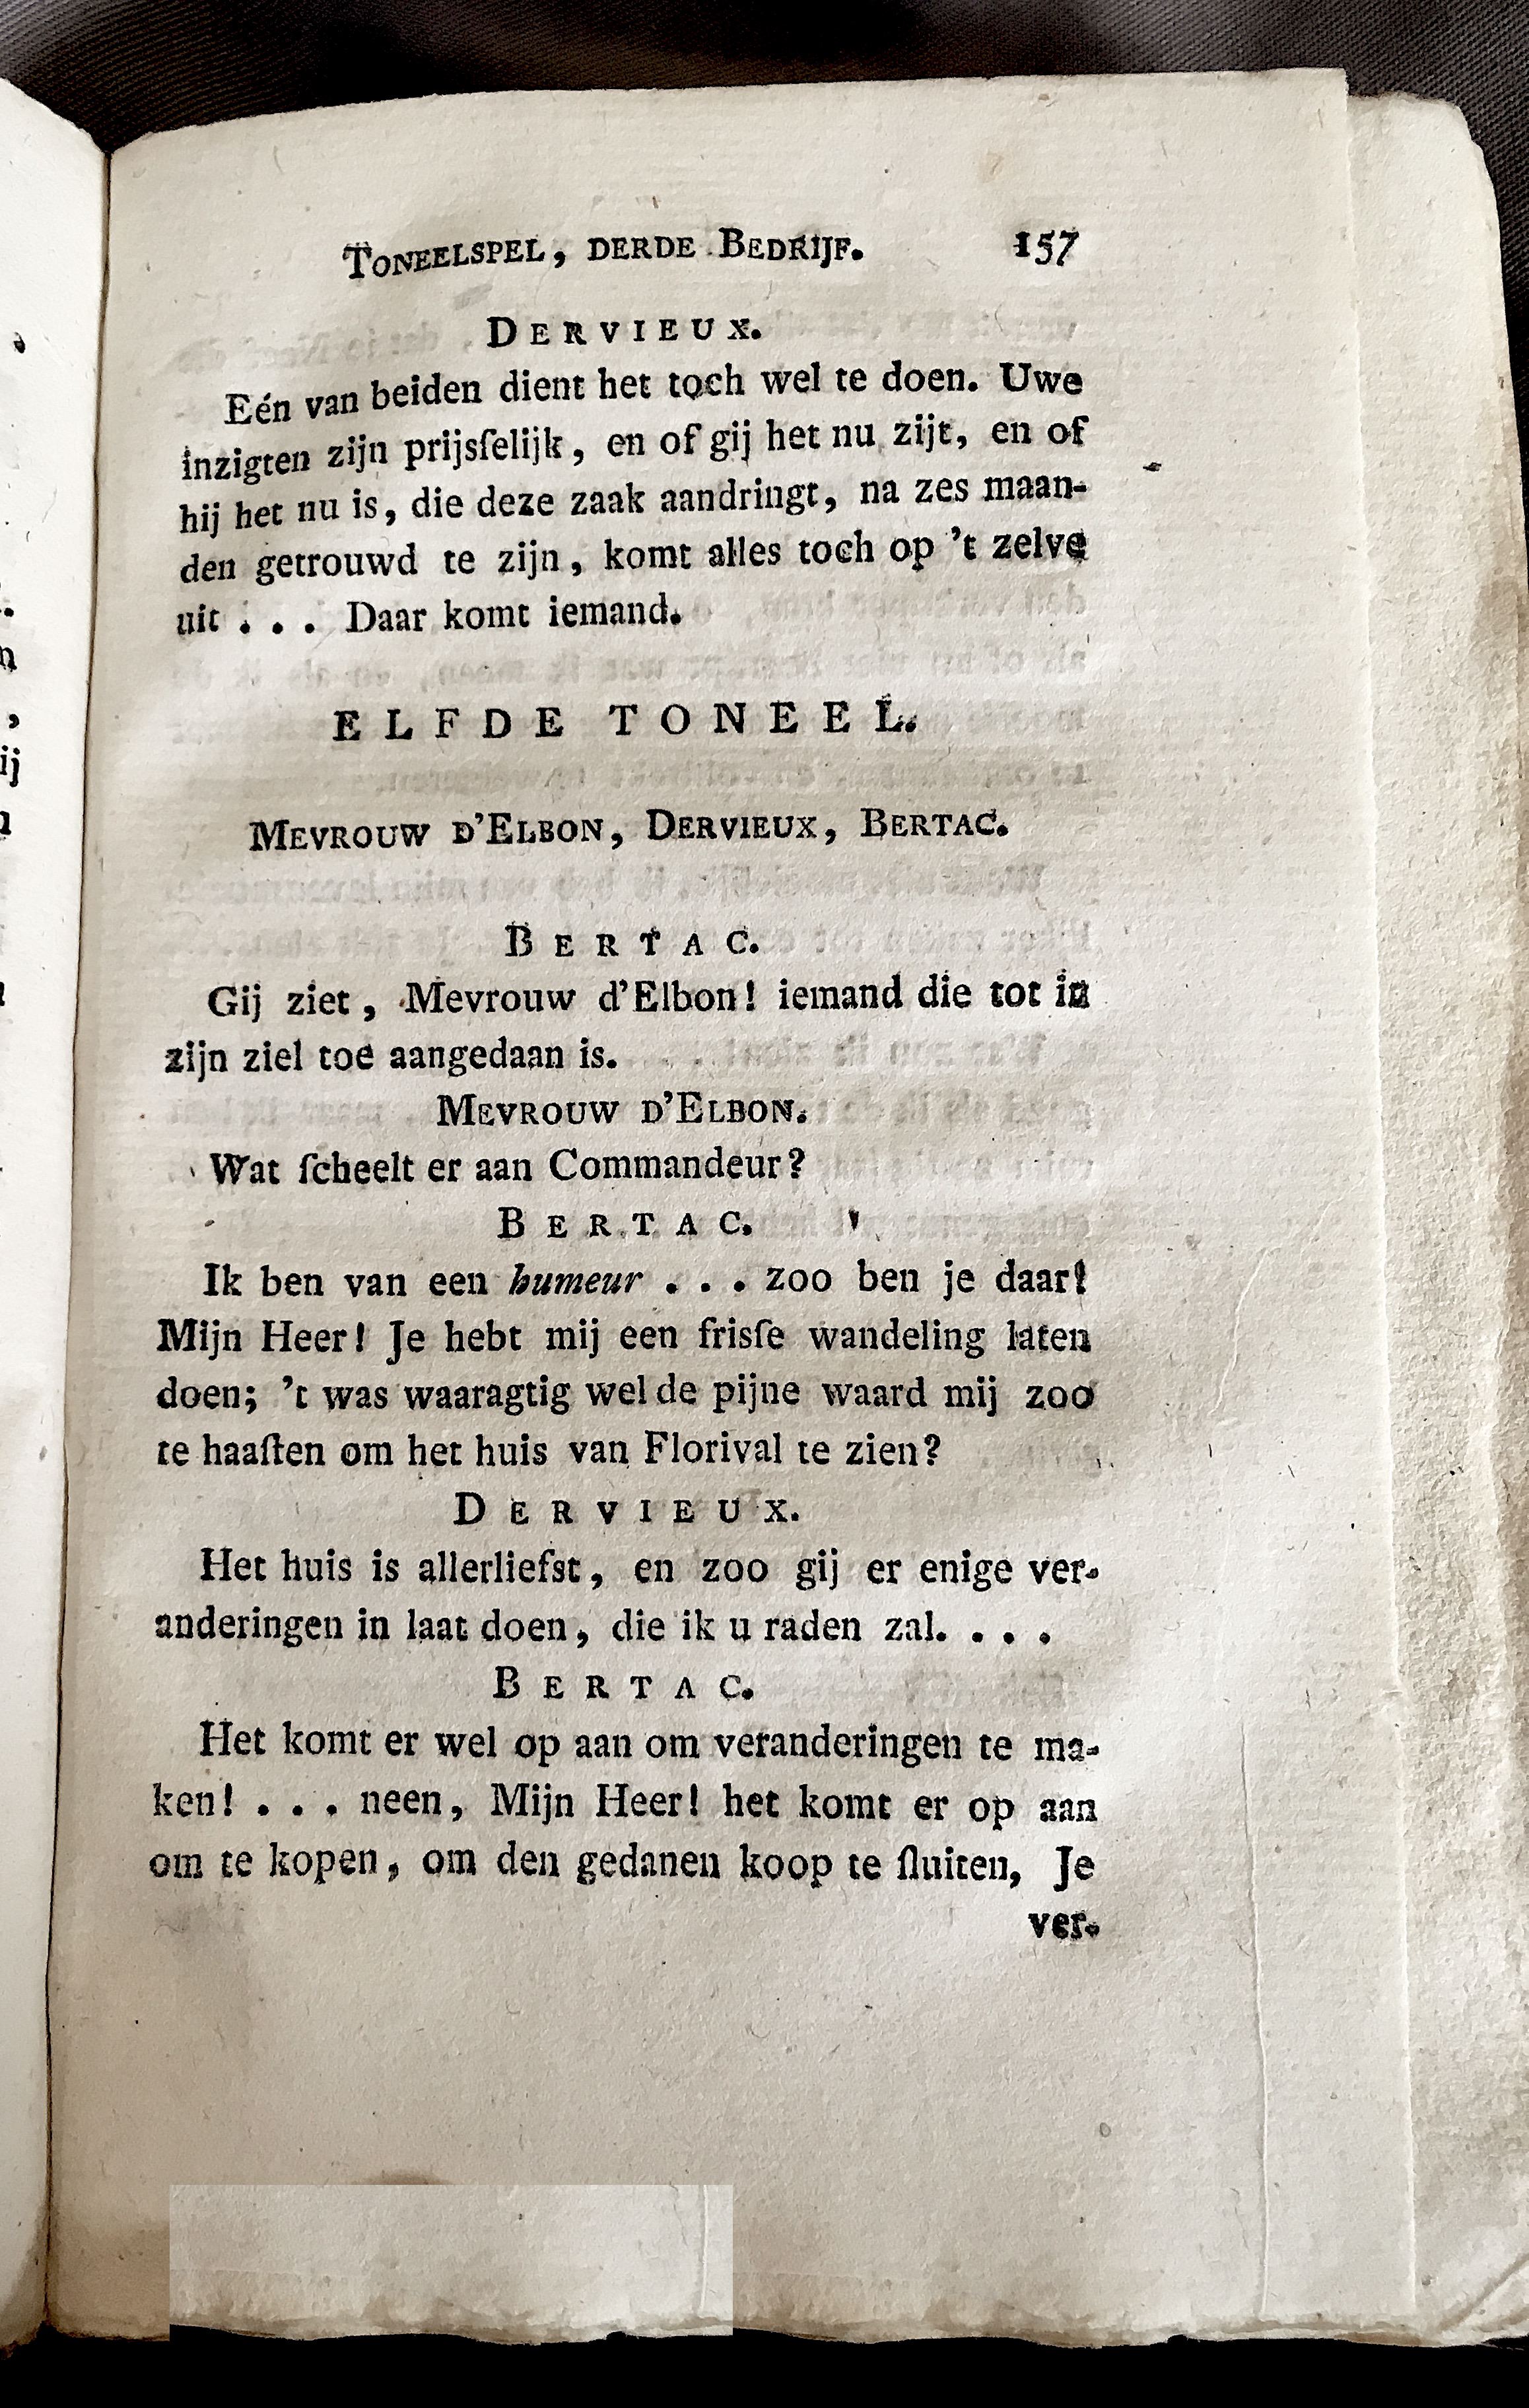 TONEELSPEL, DERDE BEDRIJF. 157
DERVIEUX.
Eén van beiden dient het toch wel te doen. Uwe
inzigten zijn prijsſelijk, en of gij het nu zijt, en of
hij het nu is, die deze zaak aandringt, na zes maan-
den getrouwd te zijn, komt alles toch op 't zelve
uit . . . Daar komt iemand.
ELFDE TONEEL.
MEVROUW D'ELBON, DERVIEUX, BERTAC.
BERTAC.
Gij ziet, Mevrouw d'Elbon! iemand die tot in
zijn ziel toe aangedaan is.
MEVROUW D'ELBON.
Wat ſcheelt er aan Commandeur?
BERTAC.
Ik ben van een humeur . . . zoo ben je daar!
Mijn Heer! Je hebt mij een frisſe wandeling laten
doen; 't was waaragtig wel de pijne waard mij zoo
te haaſten om het huis van Florival te zien?
DERVIEUX.
Het huis is allerliefst, en zoo gij er enige ver-
anderingen in laat doen, die ik u raden zal. . . .
BERTAC.
Het komt er wel op aan om veranderingen te ma-
ken! . . . neen, Mijn Heer! het komt er op aan
om te kopen, om den gedanen koop te ſluiten, Je
ver-